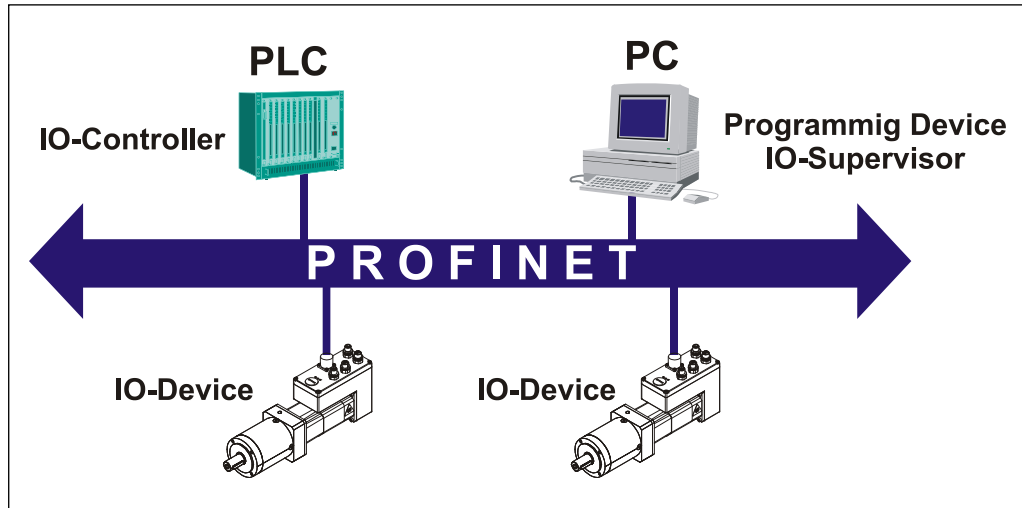 PLC
PC
IO-Controller
Programmig Device
IO-Supervisor
PROFINET
IO-Device
IO-Device